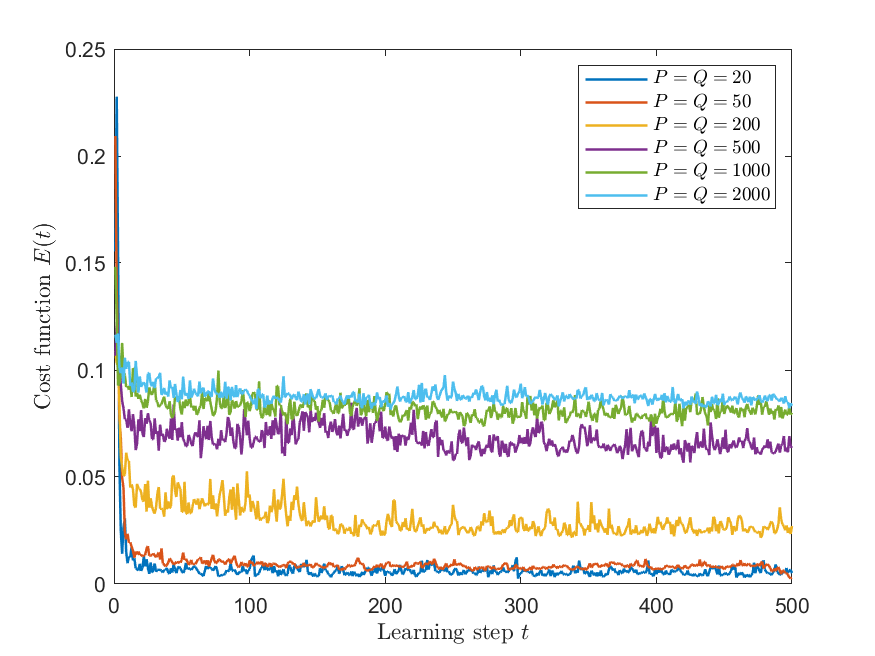 0.25
0.2
0.15
0.1
0.05
0
Cost function E(t)
P = Q = 20
P = Q = 50
P = Q = 200
P = Q = 500
P = Q = 1000
P = Q = 2000
0 100 200 300 400 500
Learning step t